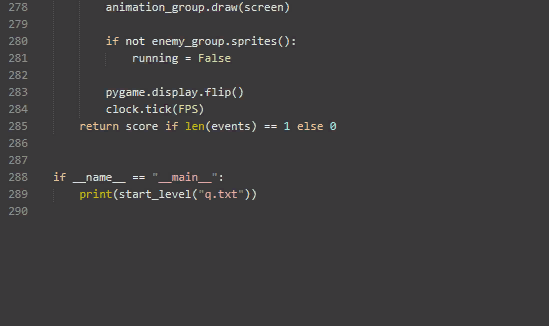 278 animation_group.draw(screen)
279
280 if not enemy_group.sprites():
281 running = False
282
283 pygame.display.flip()
284 clock.tick(FPS)
285 return score if len(events) == 1 else 0
286
287
288 if __name__ == "__main__":
289 print(start_level("q.txt"))
290